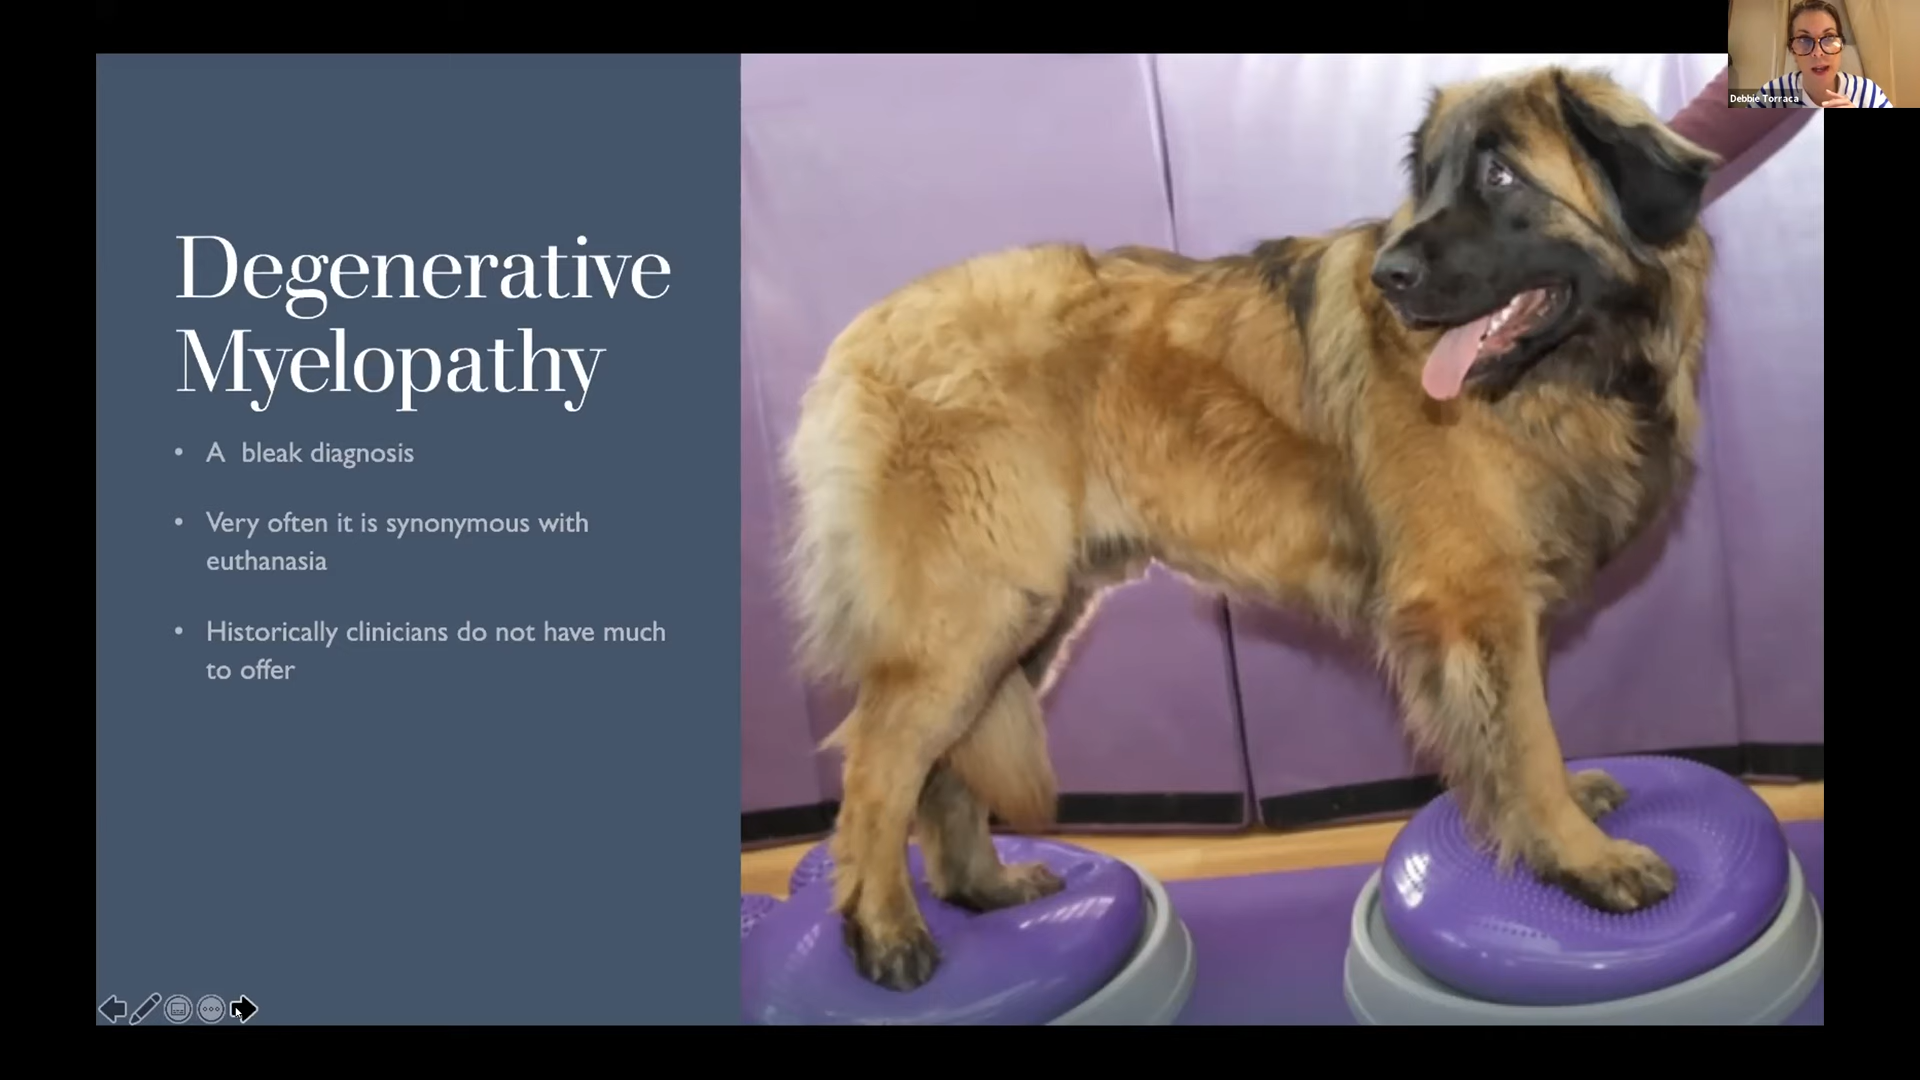 Debbie Torraca
Degenerative
Myelopathy
• A bleak diagnosis
• Very often it is synonymous with
euthanasia
• Historically clinicians do not have much
to offer